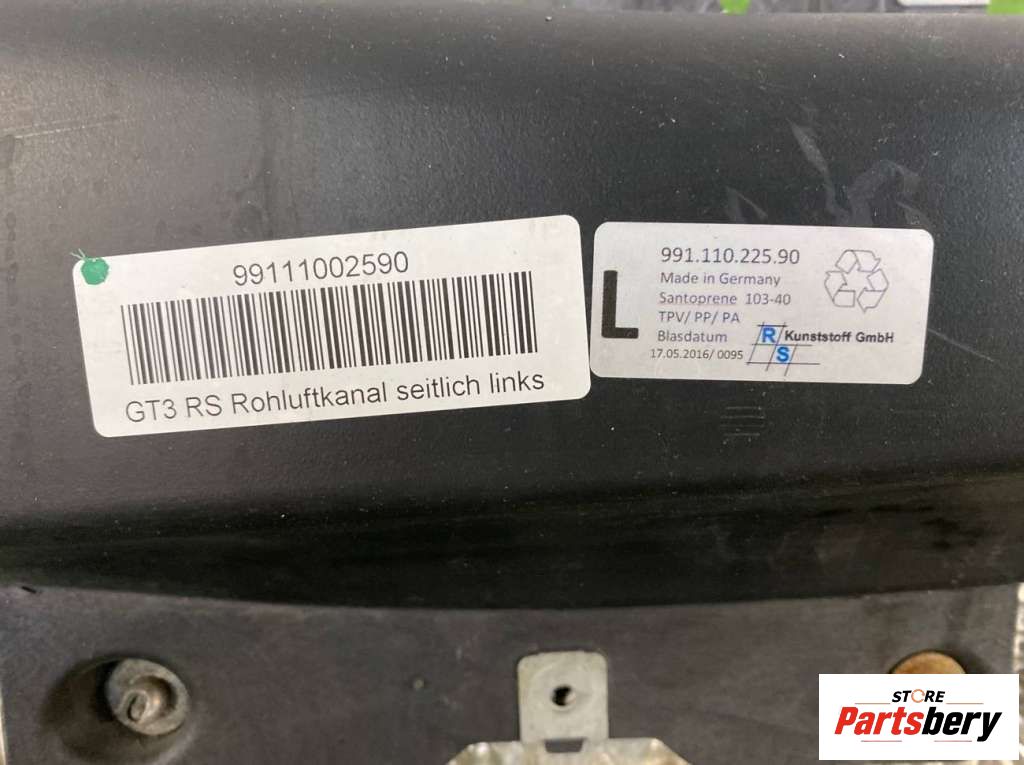 99111002590
GT3 RS Rohluftkanal seitlich links
L
991.110.225.90
Made in Germany
Santoprene 103-40
TPV/ PP/ PA
Blasdatum
17.05.2016/ 0095
RS Kunststoff GmbH
STORE
Partsbery